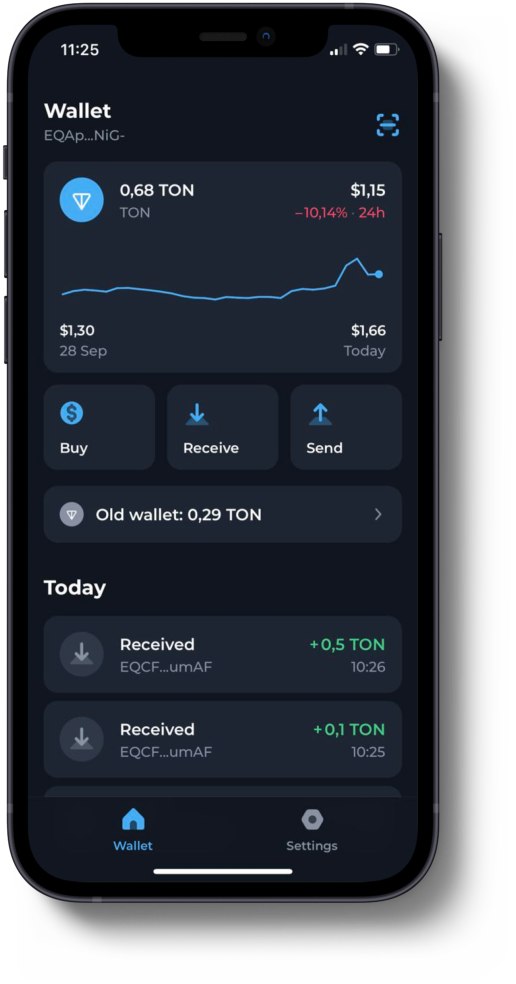 11:25
Wallet
EQAp...NiG-
0,68 TON
$1,15
TON
−10,14% · 24h
$1,30
$1,66
28 Sep
Today
Buy
Receive
Send
Old wallet: 0,29 TON
Today
Received
+0,5 TON
EQCF...umAF
10:26
Received
+0,1 TON
EQCF...umAF
10:25
Wallet
Settings